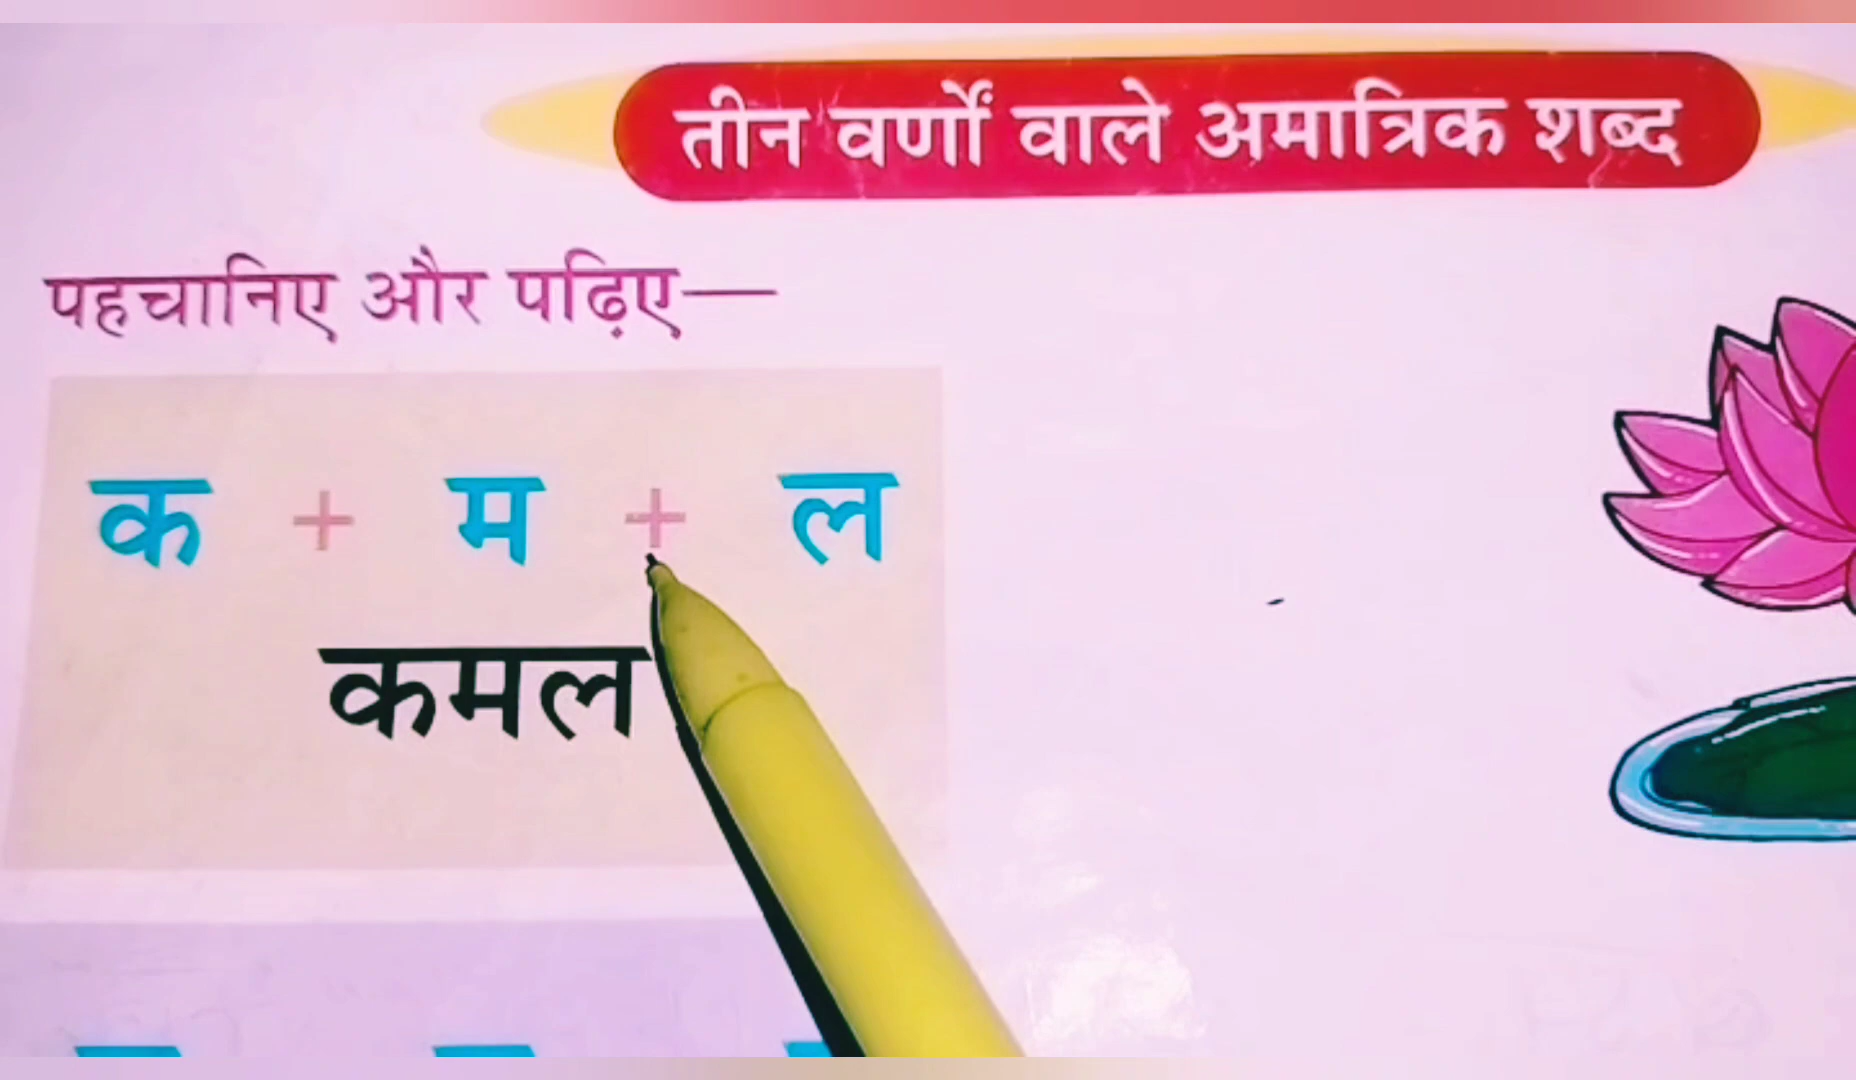 तीन वर्णों वाले अमात्रिक शब्द
पहचानिए और पढ़िए—
क + म + ल
कमल